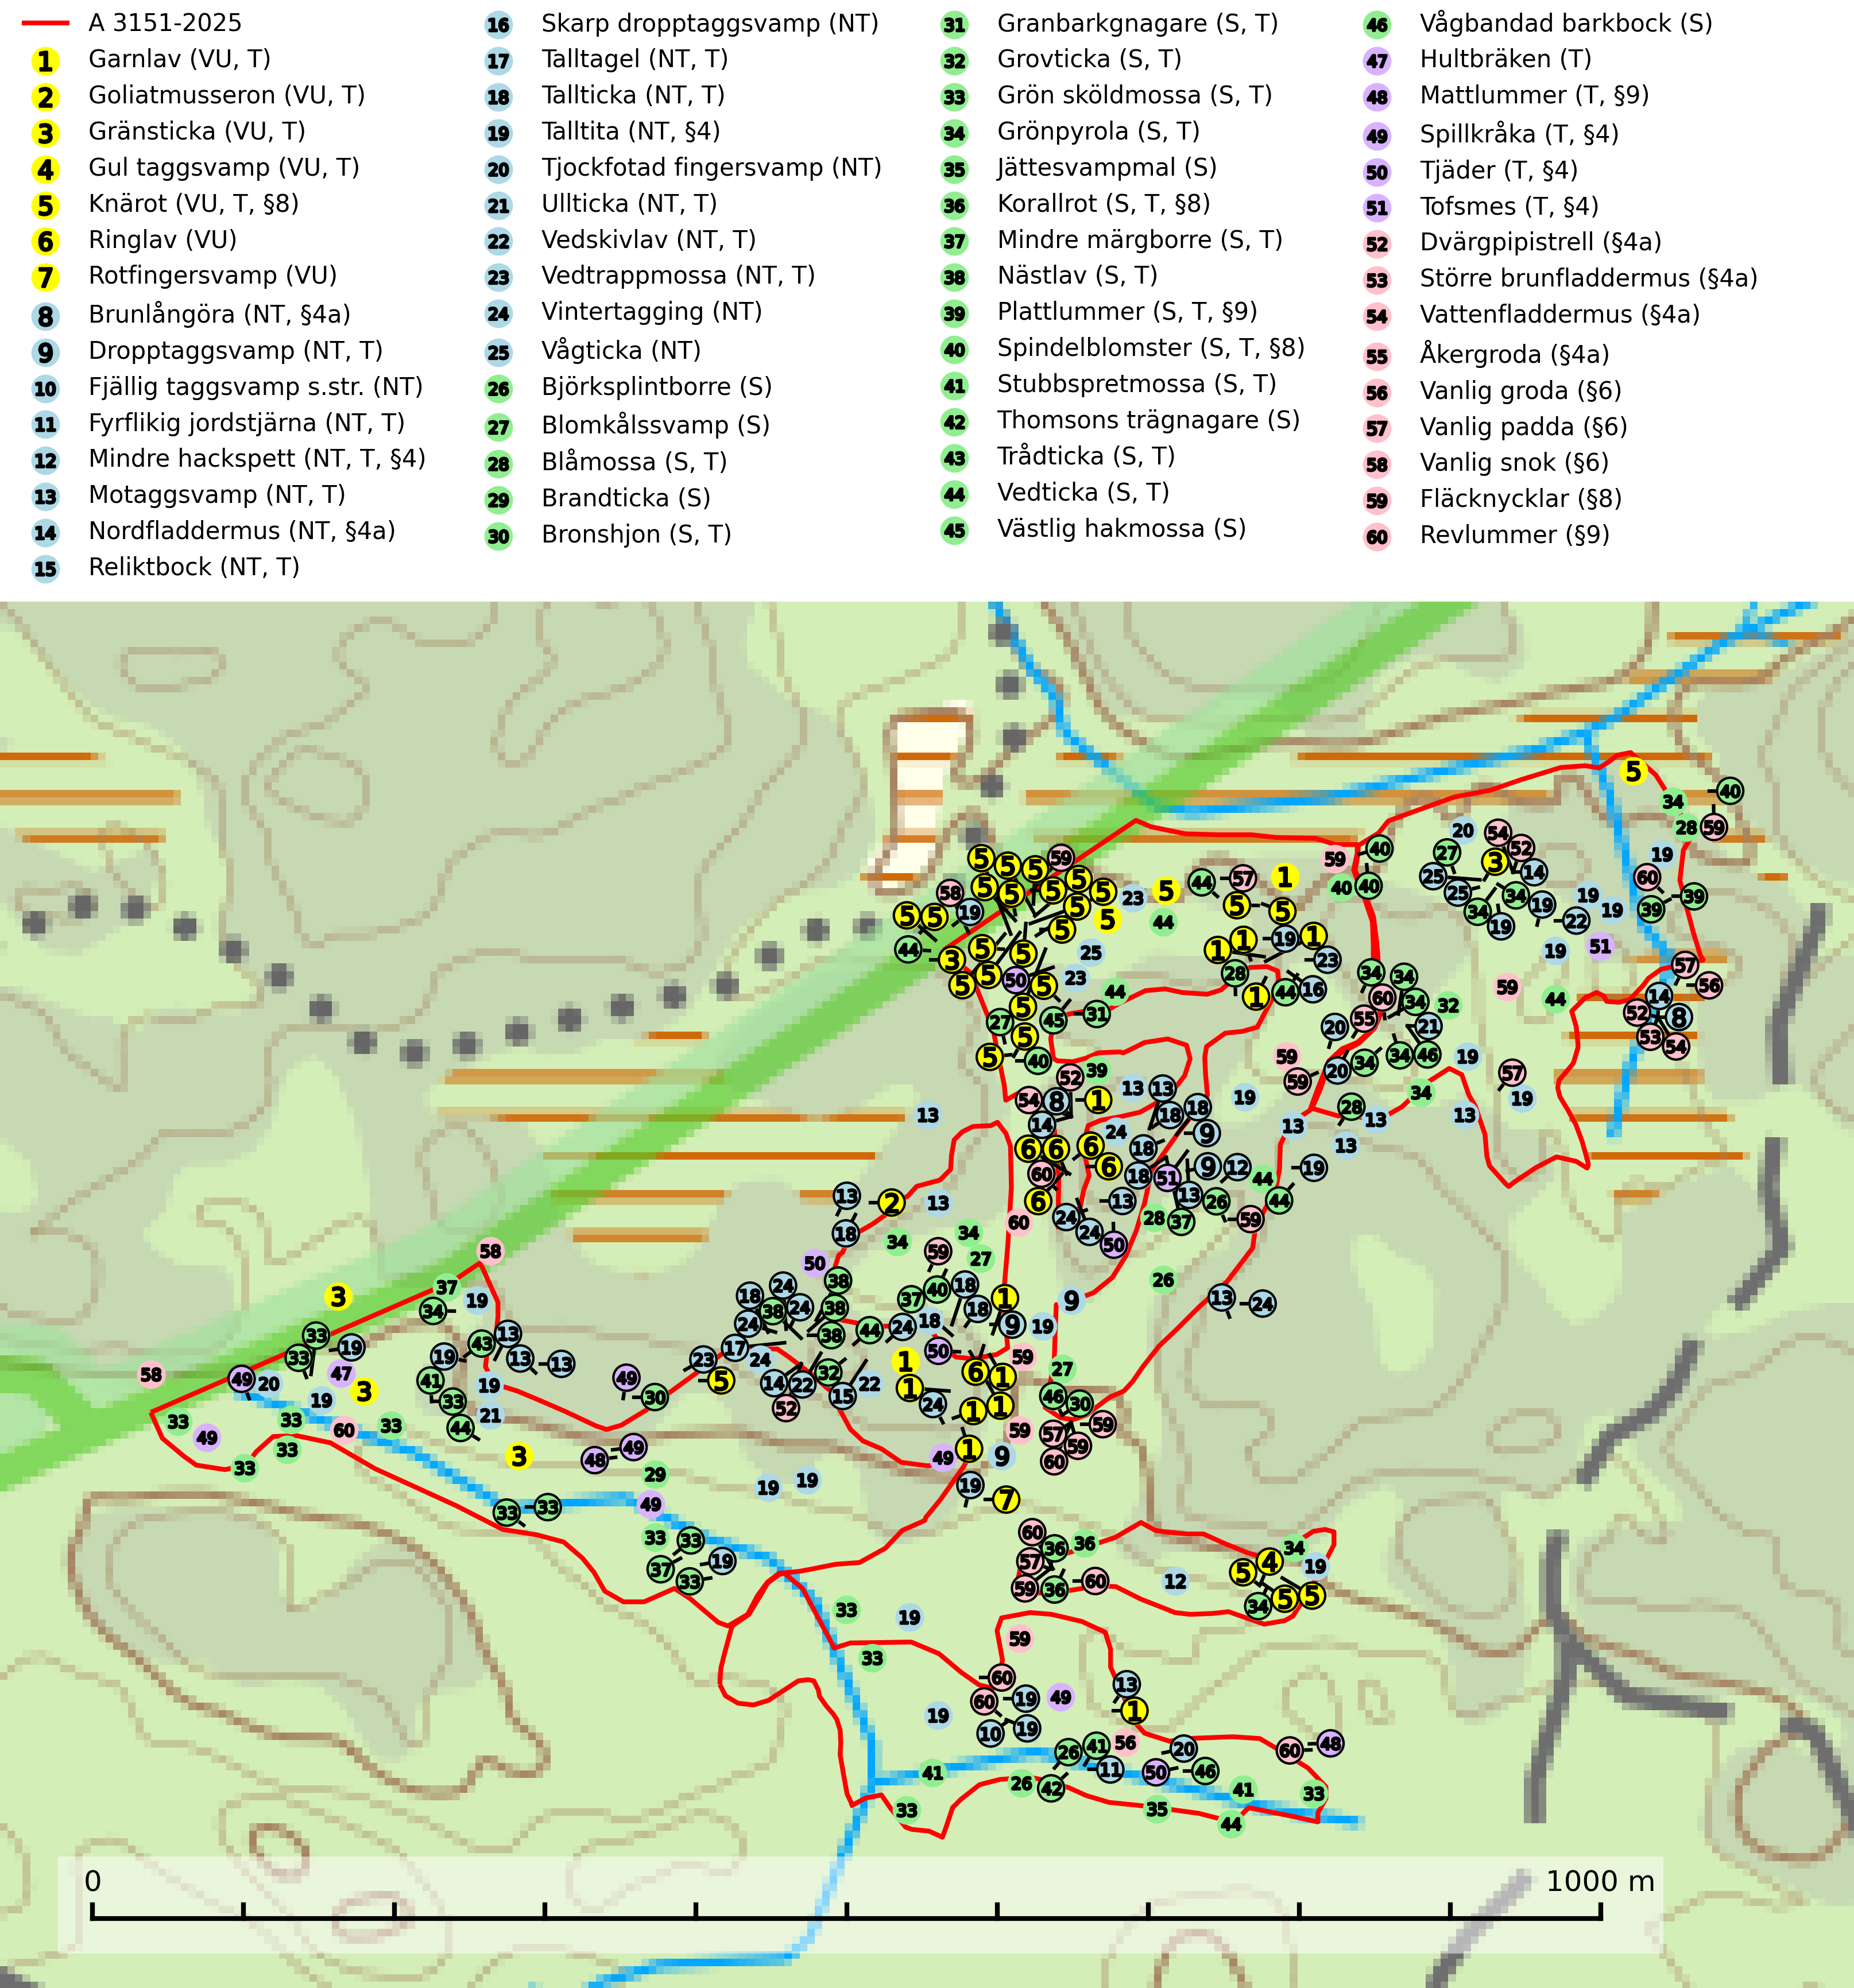 A 3151-2025
1 Garnlav (VU, T)
2 Goliatmusseron (VU, T)
3 Gränsticka (VU, T)
4 Gul taggsvamp (VU, T)
5 Knärot (VU, T, §8)
6 Ringlav (VU)
7 Rotfingersvamp (VU)
8 Brunlångöra (NT, §4a)
9 Dropptaggsvamp (NT, T)
10 Fjällig taggsvamp s.str. (NT)
11 Fyrflikig jordstjärna (NT, T)
12 Mindre hackspett (NT, T, §4)
13 Motaggsvamp (NT, T)
14 Nordfladdermus (NT, §4a)
15 Reliktbock (NT, T)
16 Skarp dropptaggsvamp (NT)
17 Talltagel (NT, T)
18 Tallticka (NT, T)
19 Talltita (NT, §4)
20 Tjockfotad fingersvamp (NT)
21 Ullticka (NT, T)
22 Vedskivlav (NT, T)
23 Vedtrappmossa (NT, T)
24 Vintertagging (NT)
25 Vågticka (NT)
26 Björksplintborre (S)
27 Blomkålssvamp (S)
28 Blåmossa (S, T)
29 Brandticka (S)
30 Bronshjon (S, T)
31 Granbarkgnagare (S, T)
32 Grovticka (S, T)
33 Grön sköldmossa (S, T)
34 Grönpyrola (S, T)
35 Jättesvampmal (S)
36 Korallrot (S, T, §8)
37 Mindre märgborre (S, T)
38 Nästlav (S, T)
39 Plattlummer (S, T, §9)
40 Spindelblomster (S, T, §8)
41 Stubbspretmossa (S, T)
42 Thomsons trägnagare (S)
43 Trådticka (S, T)
44 Vedticka (S, T)
45 Västlig hakmossa (S)
46 Vågbandad barkbock (S)
47 Hultbräken (T)
48 Mattlummer (T, §9)
49 Spillkråka (T, §4)
50 Tjäder (T, §4)
51 Tofsmes (T, §4)
52 Dvärgpipistrell (§4a)
53 Större brunfladdermus (§4a)
54 Vattenfladdermus (§4a)
55 Åkergroda (§4a)
56 Vanlig groda (§6)
57 Vanlig padda (§6)
58 Vanlig snok (§6)
59 Fläcknycklar (§8)
60 Revlummer (§9)
0 1000 m